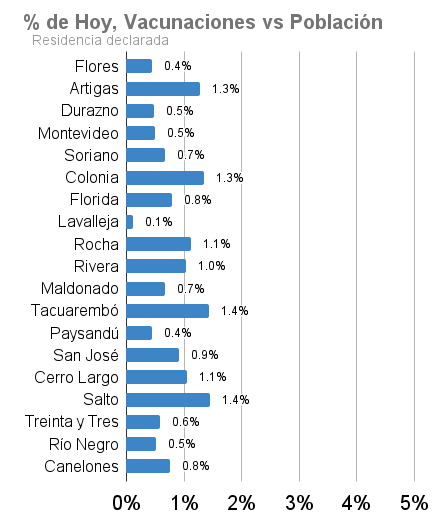 % de Hoy, Vacunaciones vs Población
Residencia declarada
Flores 0.4%
Artigas 1.3%
Durazno 0.5%
Montevideo 0.5%
Soriano 0.7%
Colonia 1.3%
Florida 0.8%
Lavalleja 0.1%
Rocha 1.1%
Rivera 1.0%
Maldonado 0.7%
Tacuarembó 1.4%
Paysandú 0.4%
San José 0.9%
Cerro Largo 1.1%
Salto 1.4%
Treinta y Tres 0.6%
Río Negro 0.5%
Canelones 0.8%
0% 1% 2% 3% 4% 5%